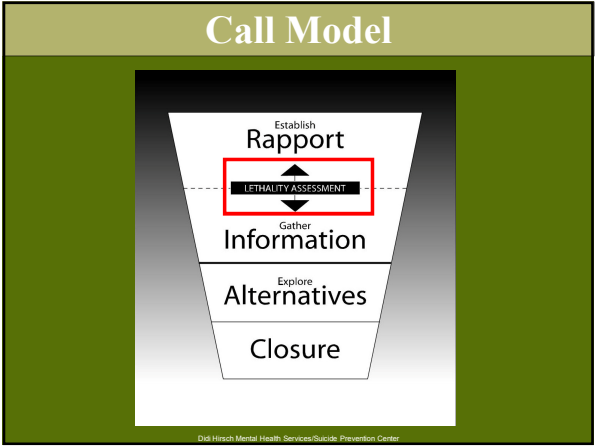 Call Model
Establish
Rapport
LETHALITY ASSESSMENT
Gather
Information
Explore
Alternatives
Closure
Didi Hirsch Mental Health Services/Suicide Prevention Center